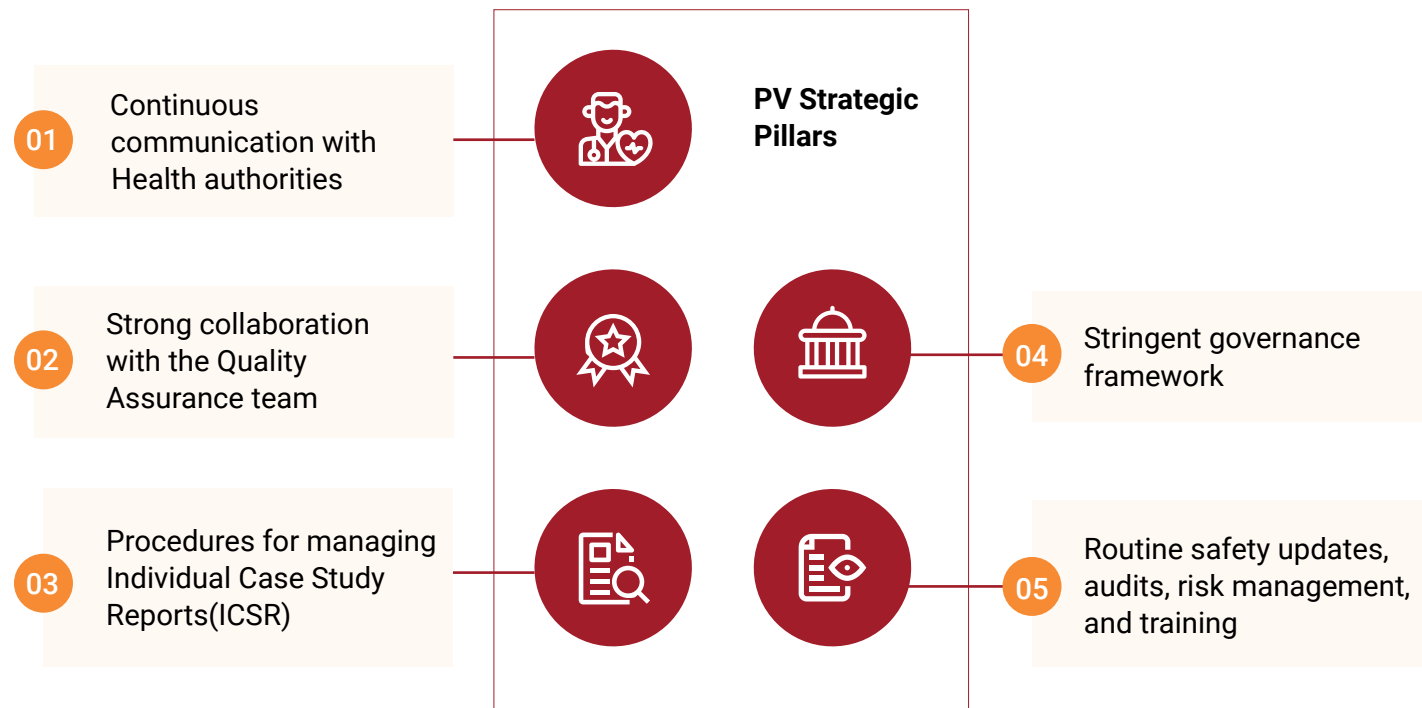 PV Strategic
Pillars
01
Continuous
communication with
Health authorities
02
Strong collaboration
with the Quality
Assurance team
03
Procedures for managing
Individual Case Study
Reports(ICSR)
04
Stringent governance
framework
05
Routine safety updates,
audits, risk management,
and training